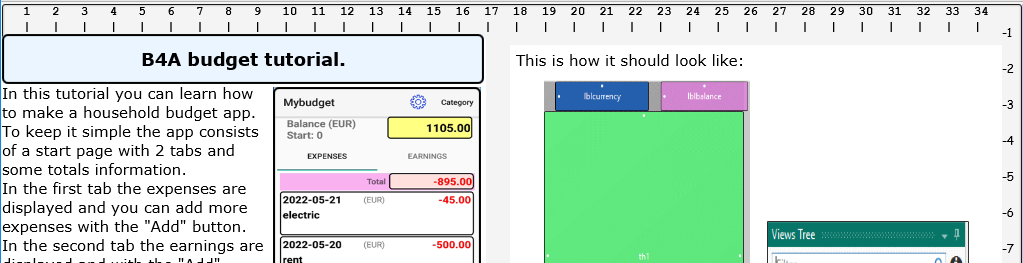 1 2 3 4 5 6 7 8 9 10 11 12 13 14 15 16 17 18 19 20 21 22 23 24 25 26 27 28 29 30 31 32 33 34
B4A budget tutorial.
In this tutorial you can learn how
to make a household budget app.
To keep it simple the app consists
of a start page with 2 tabs and
some totals information.
In the first tab the expenses are
displayed and you can add more
expenses with the "Add" button.
In the second tab the earnings are
displayed and with the "Add"
Mybudget Category
Balance (EUR)
Start: 0
1105.00
EXPENSES EARNINGS
Total -895.00
2022-05-21 (EUR) -45.00
electric
2022-05-20 (EUR) -500.00
rent
This is how it should look like:
lblcurrency lblbalance
th1
Views Tree
-1
-2
-3
-4
-5
-6
-7